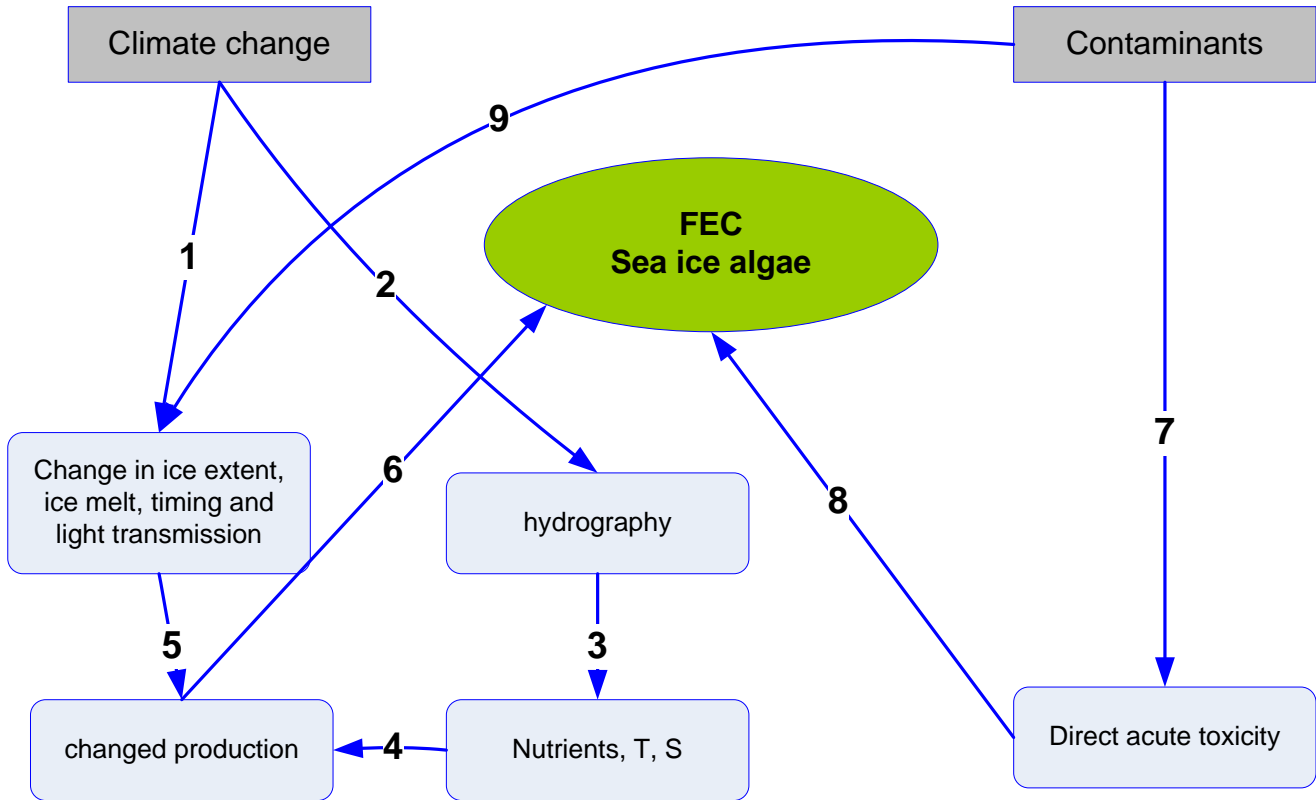 Climate change
Contaminants
9
FEC
Sea ice algae
1
2
7
Change in ice extent,
ice melt, timing and
light transmission
6
8
hydrography
5
3
changed production
4
Nutrients, T, S
Direct acute toxicity